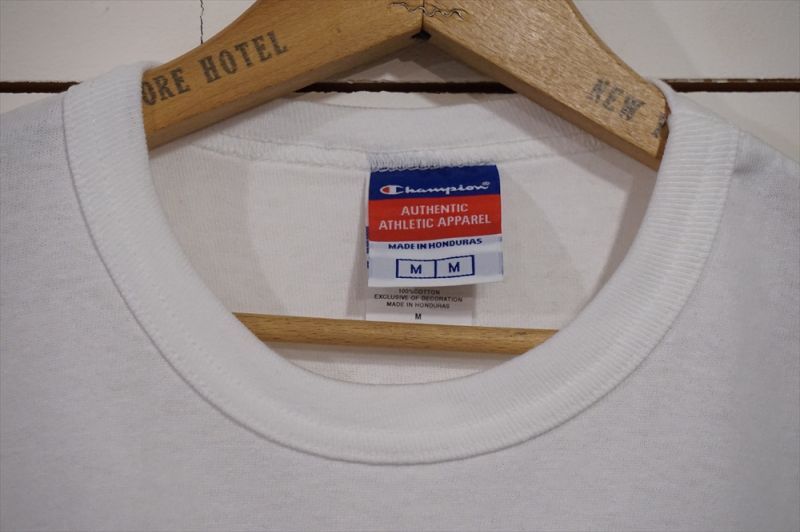 ORE HOTEL
NEW
Champion®
AUTHENTIC
ATHLETIC APPAREL
MADE IN HONDURAS
M M
100%COTTON
EXCLUSIVE OF DECORATION
MADE IN HONDURAS
M